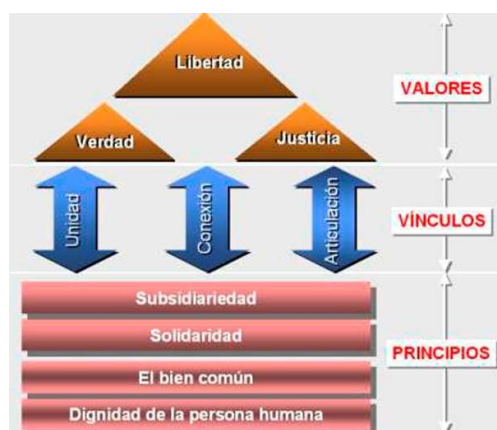 Libertad
Verdad
Justicia
VALORES
Unidad
Conexión
Articulación
VÍNCULOS
Subsidiariedad
Solidaridad
El bien común
Dignidad de la persona humana
PRINCIPIOS